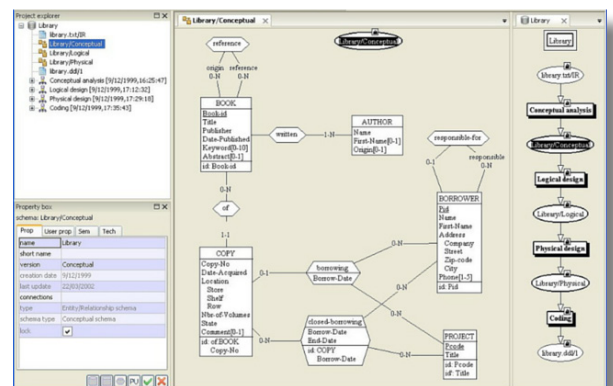 Project explorer
Library
library.txt/IR
Library/Conceptual
Library/Logical
Library/Physical
library.ddl/1
Conceptual analysis [9/12/1999,16:25:47]
Logical design [9/12/1999,17:12:32]
Physical design [9/12/1999,17:29:18]
Coding [9/12/1999,17:35:43]
Property box
schema: Library/Conceptual
Prop User prop Sem Tech
name Library
short name
version Conceptual
creation date 9/12/1999
last update 22/03/2002
connections
type Entity/Relationship schema
schema type Conceptual schema
lock
Library/Conceptual
Library/Conceptual
reference
origin reference
0-N 0-N
BOOK
Book-id
Title
Publisher
Date-Published
Keyword[0-10]
Abstract[0-1]
id: Book-id
written
1-N
AUTHOR
Name
First-Name[0-1]
Origin[0-1]
responsible-for
0-1
responsible
0-N
0-N
of
1-1
BORROWER
Pid
Name
First-Name
Address
Company
Street
Zip-code
City
Phone[1-5]
id: Pid
COPY
Copy-No
Date-Acquired
Location
Store
Shelf
Row
Nbr-of-Volumes
State
Comment[0-1]
id: of.BOOK
Copy-No
0-1
borrowing
Borrow-Date
0-N
0-N
0-N
closed-borrowing
Borrow-Date
End-Date
id: COPY
Borrow-Date
0-N
0-N
PROJECT
Pcode
Title
id: Pcode
id': Title
Library
Library
library.txt/IR
Conceptual analysis
Library/Conceptual
Logical design
Library/Logical
Physical design
Library/Physical
Coding
library.ddl/1